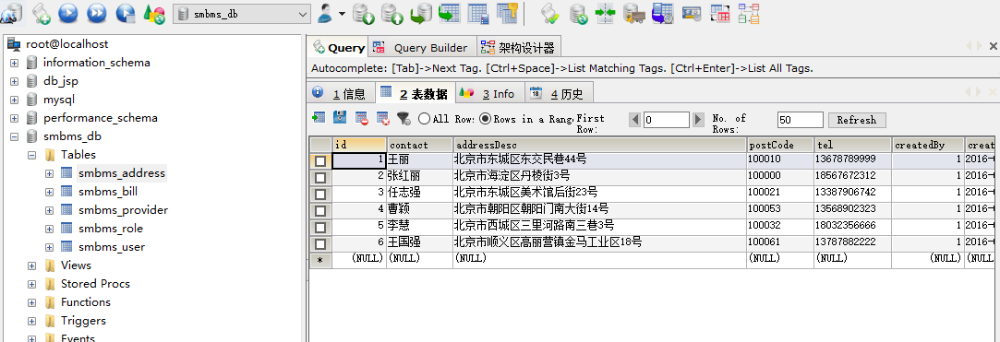 smbms_db
root@localhost
information_schema
db_jsp
mysql
performance_schema
smbms_db
Tables
smbms_address
smbms_bill
smbms_provider
smbms_role
smbms_user
Views
Stored Procs
Functions
Triggers
Events
Query Query Builder 架构设计器
Autocomplete: [Tab]->Next Tag. [Ctrl+Space]->List Matching Tags. [Ctrl+Enter]->List All Tags.
1 信息 2 表数据 3 Info 18 4 历史
All Row: Rows in a Rang First Row: 0 No. of Rows: 50 Refresh
id contact addressDesc postCode tel createdBy creat
1 王丽 北京市东城区东交民巷44号 100010 13678789999 1 2016-
2 张红丽 北京市海淀区丹棱街3号 100000 18567672312 1 2016-
3 任志强 北京市东城区美术馆后街23号 100021 13387906742 1 2016-
4 曹颖 北京市朝阳区朝阳门南大街14号 100053 13568902323 1 2016-
5 李慧 北京市西城区三里河路南三巷3号 100032 18032356666 1 2016-
6 王国强 北京市顺义区高丽营镇金马工业区18号 100061 13787882222 1 2016-
* (NULL) (NULL) (NULL) (NULL) (NULL) (NULL) (NULL)